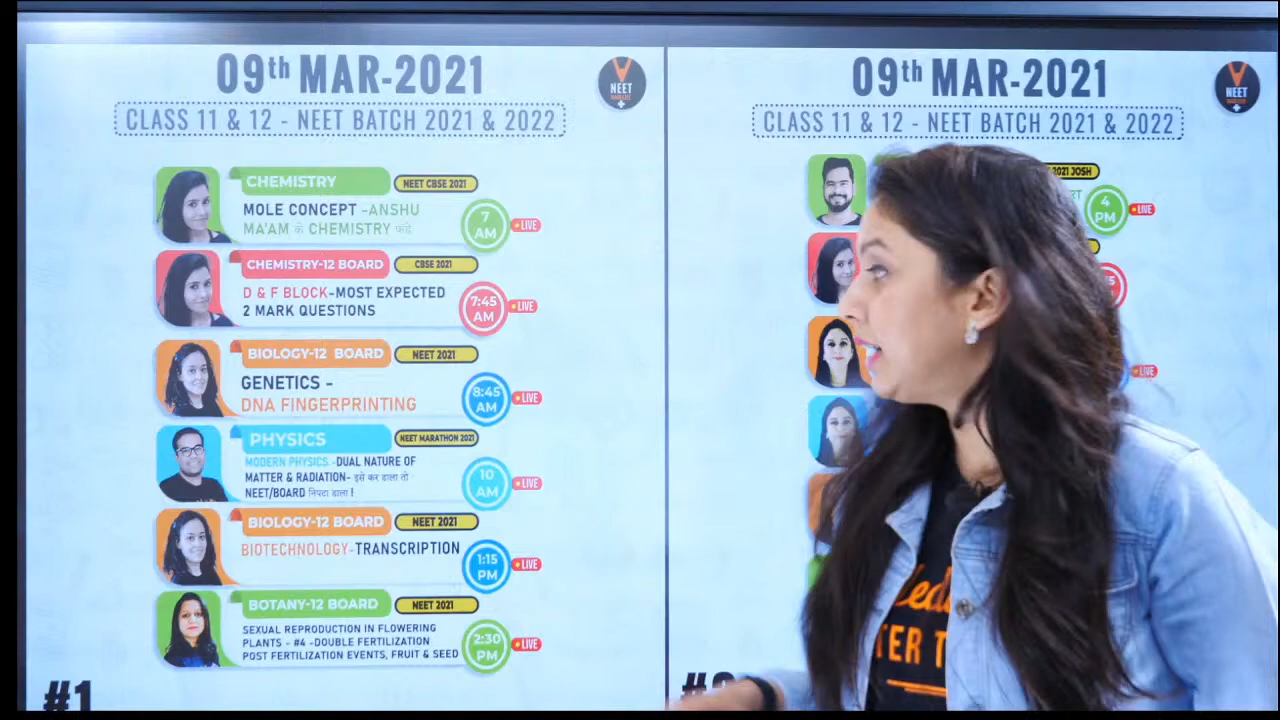 09th MAR-2021
CLASS 11 & 12 - NEET BATCH 2021 & 2022
NEET
CHEMISTRY
NEET CBSE 2021
MOLE CONCEPT -ANSHU
MA'AM के CHEMISTRY फंडे
7
AM
LIVE
CHEMISTRY-12 BOARD
CBSE 2021
D & F BLOCK-MOST EXPECTED
2 MARK QUESTIONS
7:45
AM
LIVE
BIOLOGY-12 BOARD
NEET 2021
GENETICS -
DNA FINGERPRINTING
8:45
AM
LIVE
PHYSICS
NEET MARATHON 2021
MODERN PHYSICS -DUAL NATURE OF
MATTER & RADIATION- इसे कर डाला तो
NEET/BOARD निपटा डाला !
10
AM
LIVE
BIOLOGY-12 BOARD
NEET 2021
BIOTECHNOLOGY-TRANSCRIPTION
1:15
PM
LIVE
BOTANY-12 BOARD
NEET 2021
SEXUAL REPRODUCTION IN FLOWERING
PLANTS - #4 -DOUBLE FERTILIZATION
POST FERTILIZATION EVENTS, FRUIT & SEED
2:30
PM
LIVE
#1
09th MAR-2021
CLASS 11 & 12 - NEET BATCH 2021 & 2022
NEET
2021 JOSH
4
PM
LIVE
LIVE